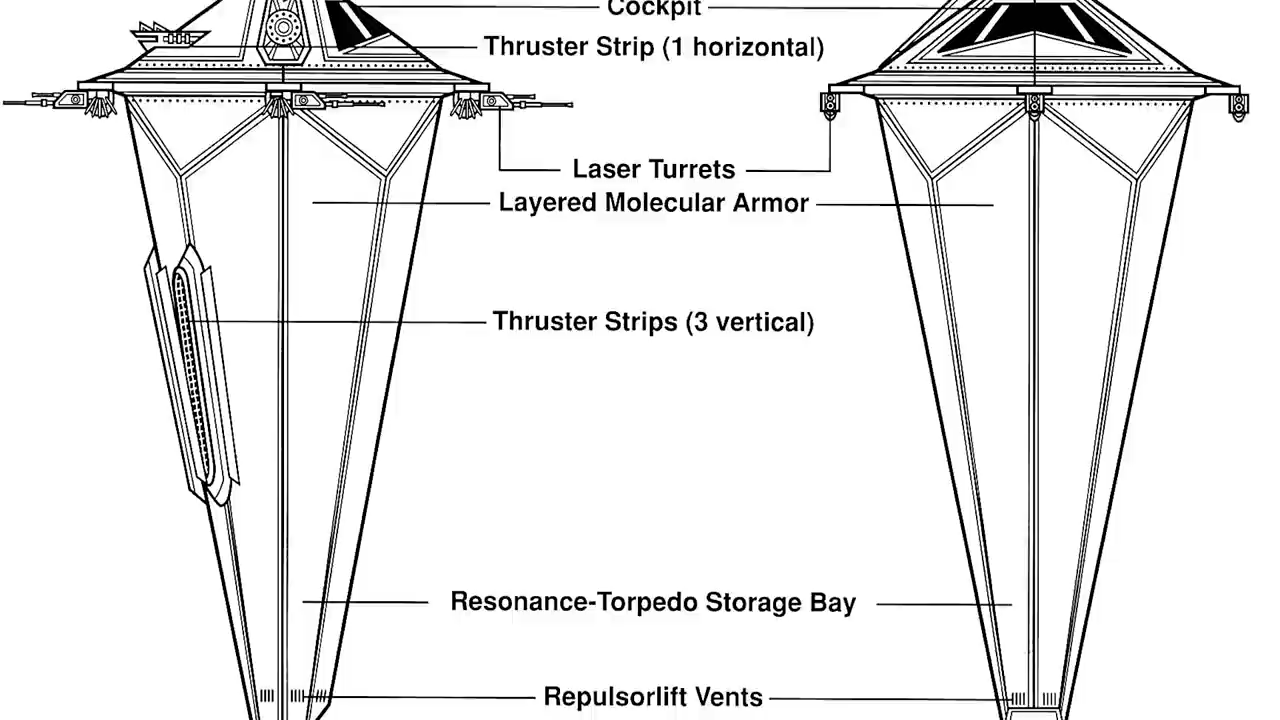 Cockpit
Thruster Strip (1 horizontal)
Laser Turrets
Layered Molecular Armor
Thruster Strips (3 vertical)
Resonance-Torpedo Storage Bay
Repulsorlift Vents